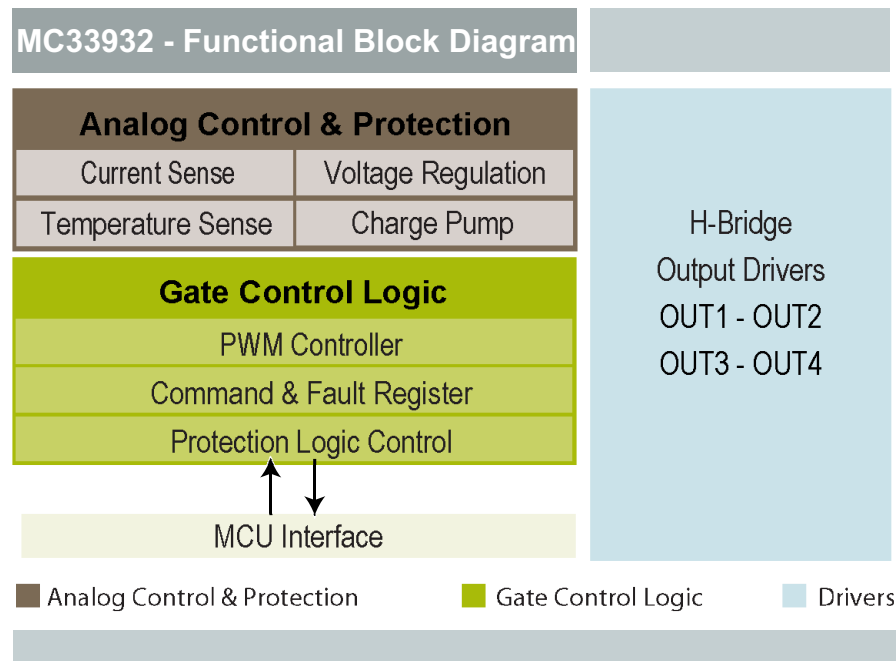 MC33932 - Functional Block Diagram
Analog Control & Protection
Current Sense
Voltage Regulation
Temperature Sense
Charge Pump
Gate Control Logic
PWM Controller
Command & Fault Register
Protection Logic Control
MCU Interface
H-Bridge
Output Drivers
OUT1 - OUT2
OUT3 - OUT4
Analog Control & Protection
Gate Control Logic
Drivers